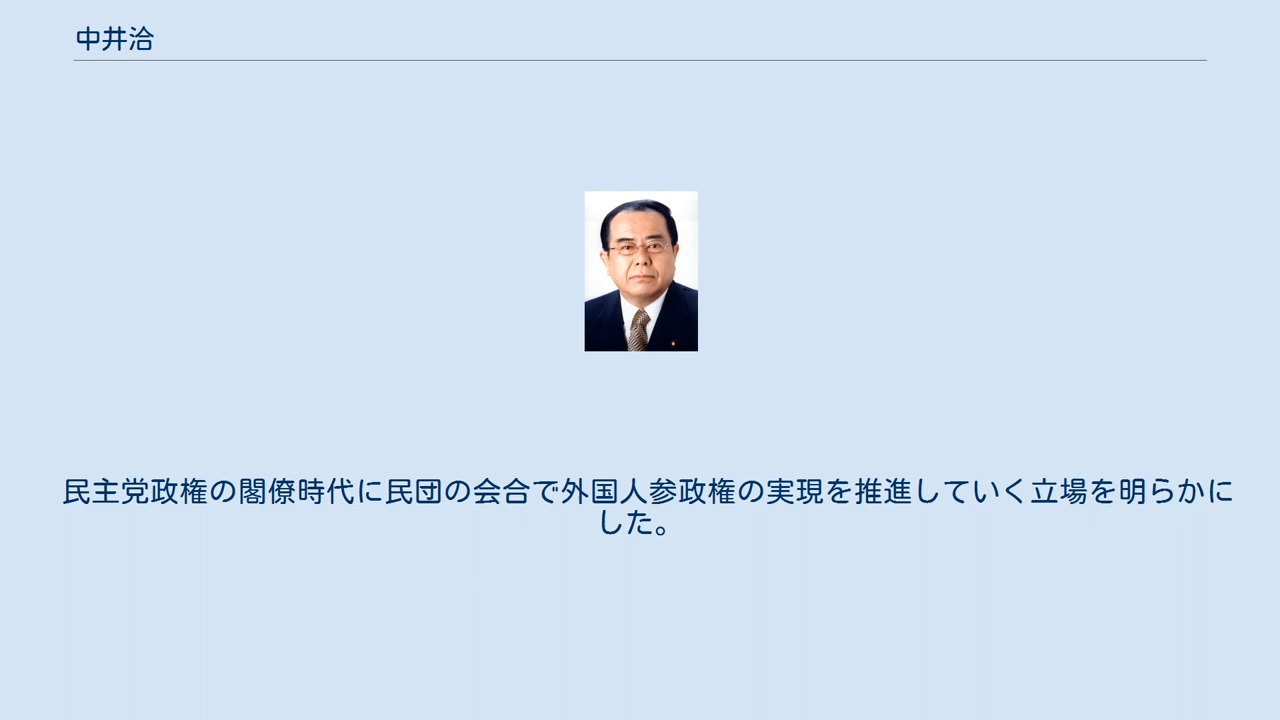 中井洽
民主党政権の閣僚時代に民団の会合で外国人参政権の実現を推進していく立場を明らかに
した。